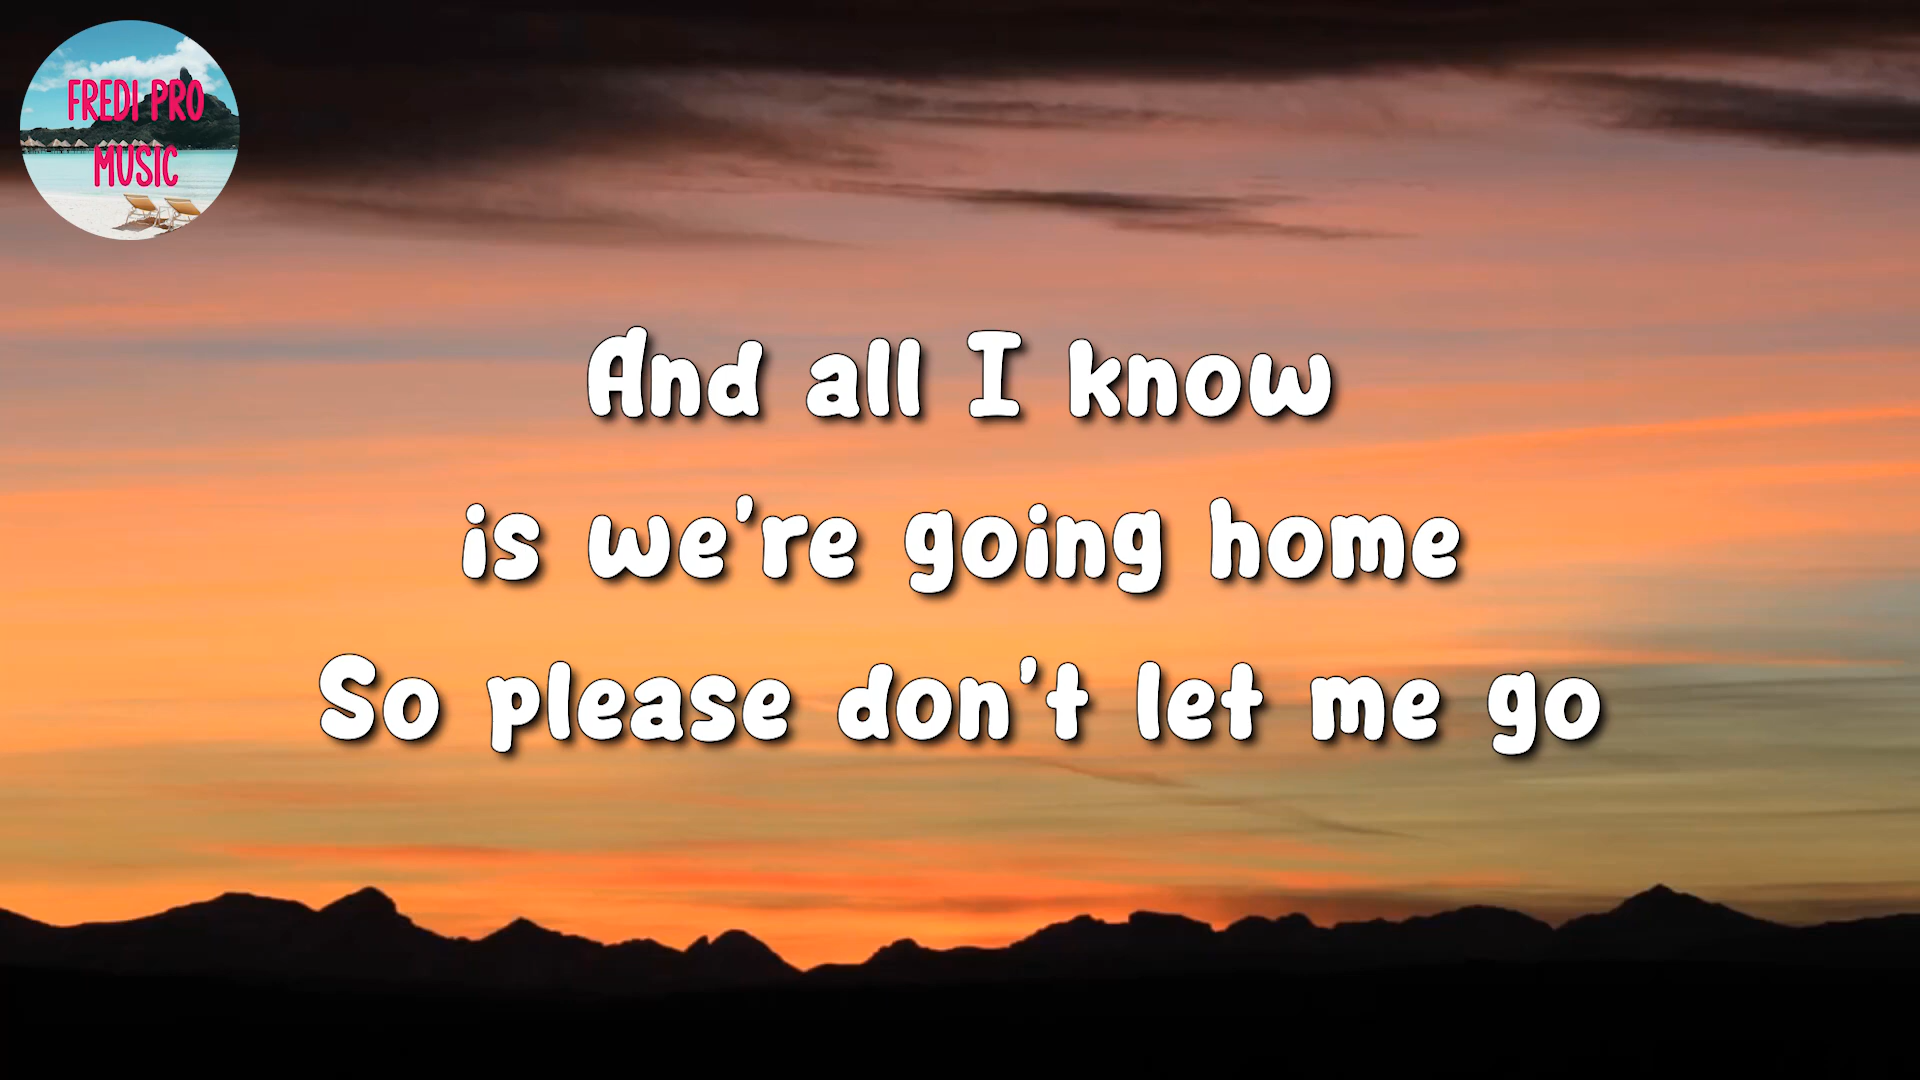 FREDI PRO
MUSIC
And all I know
is we're going home
So please don't let me go